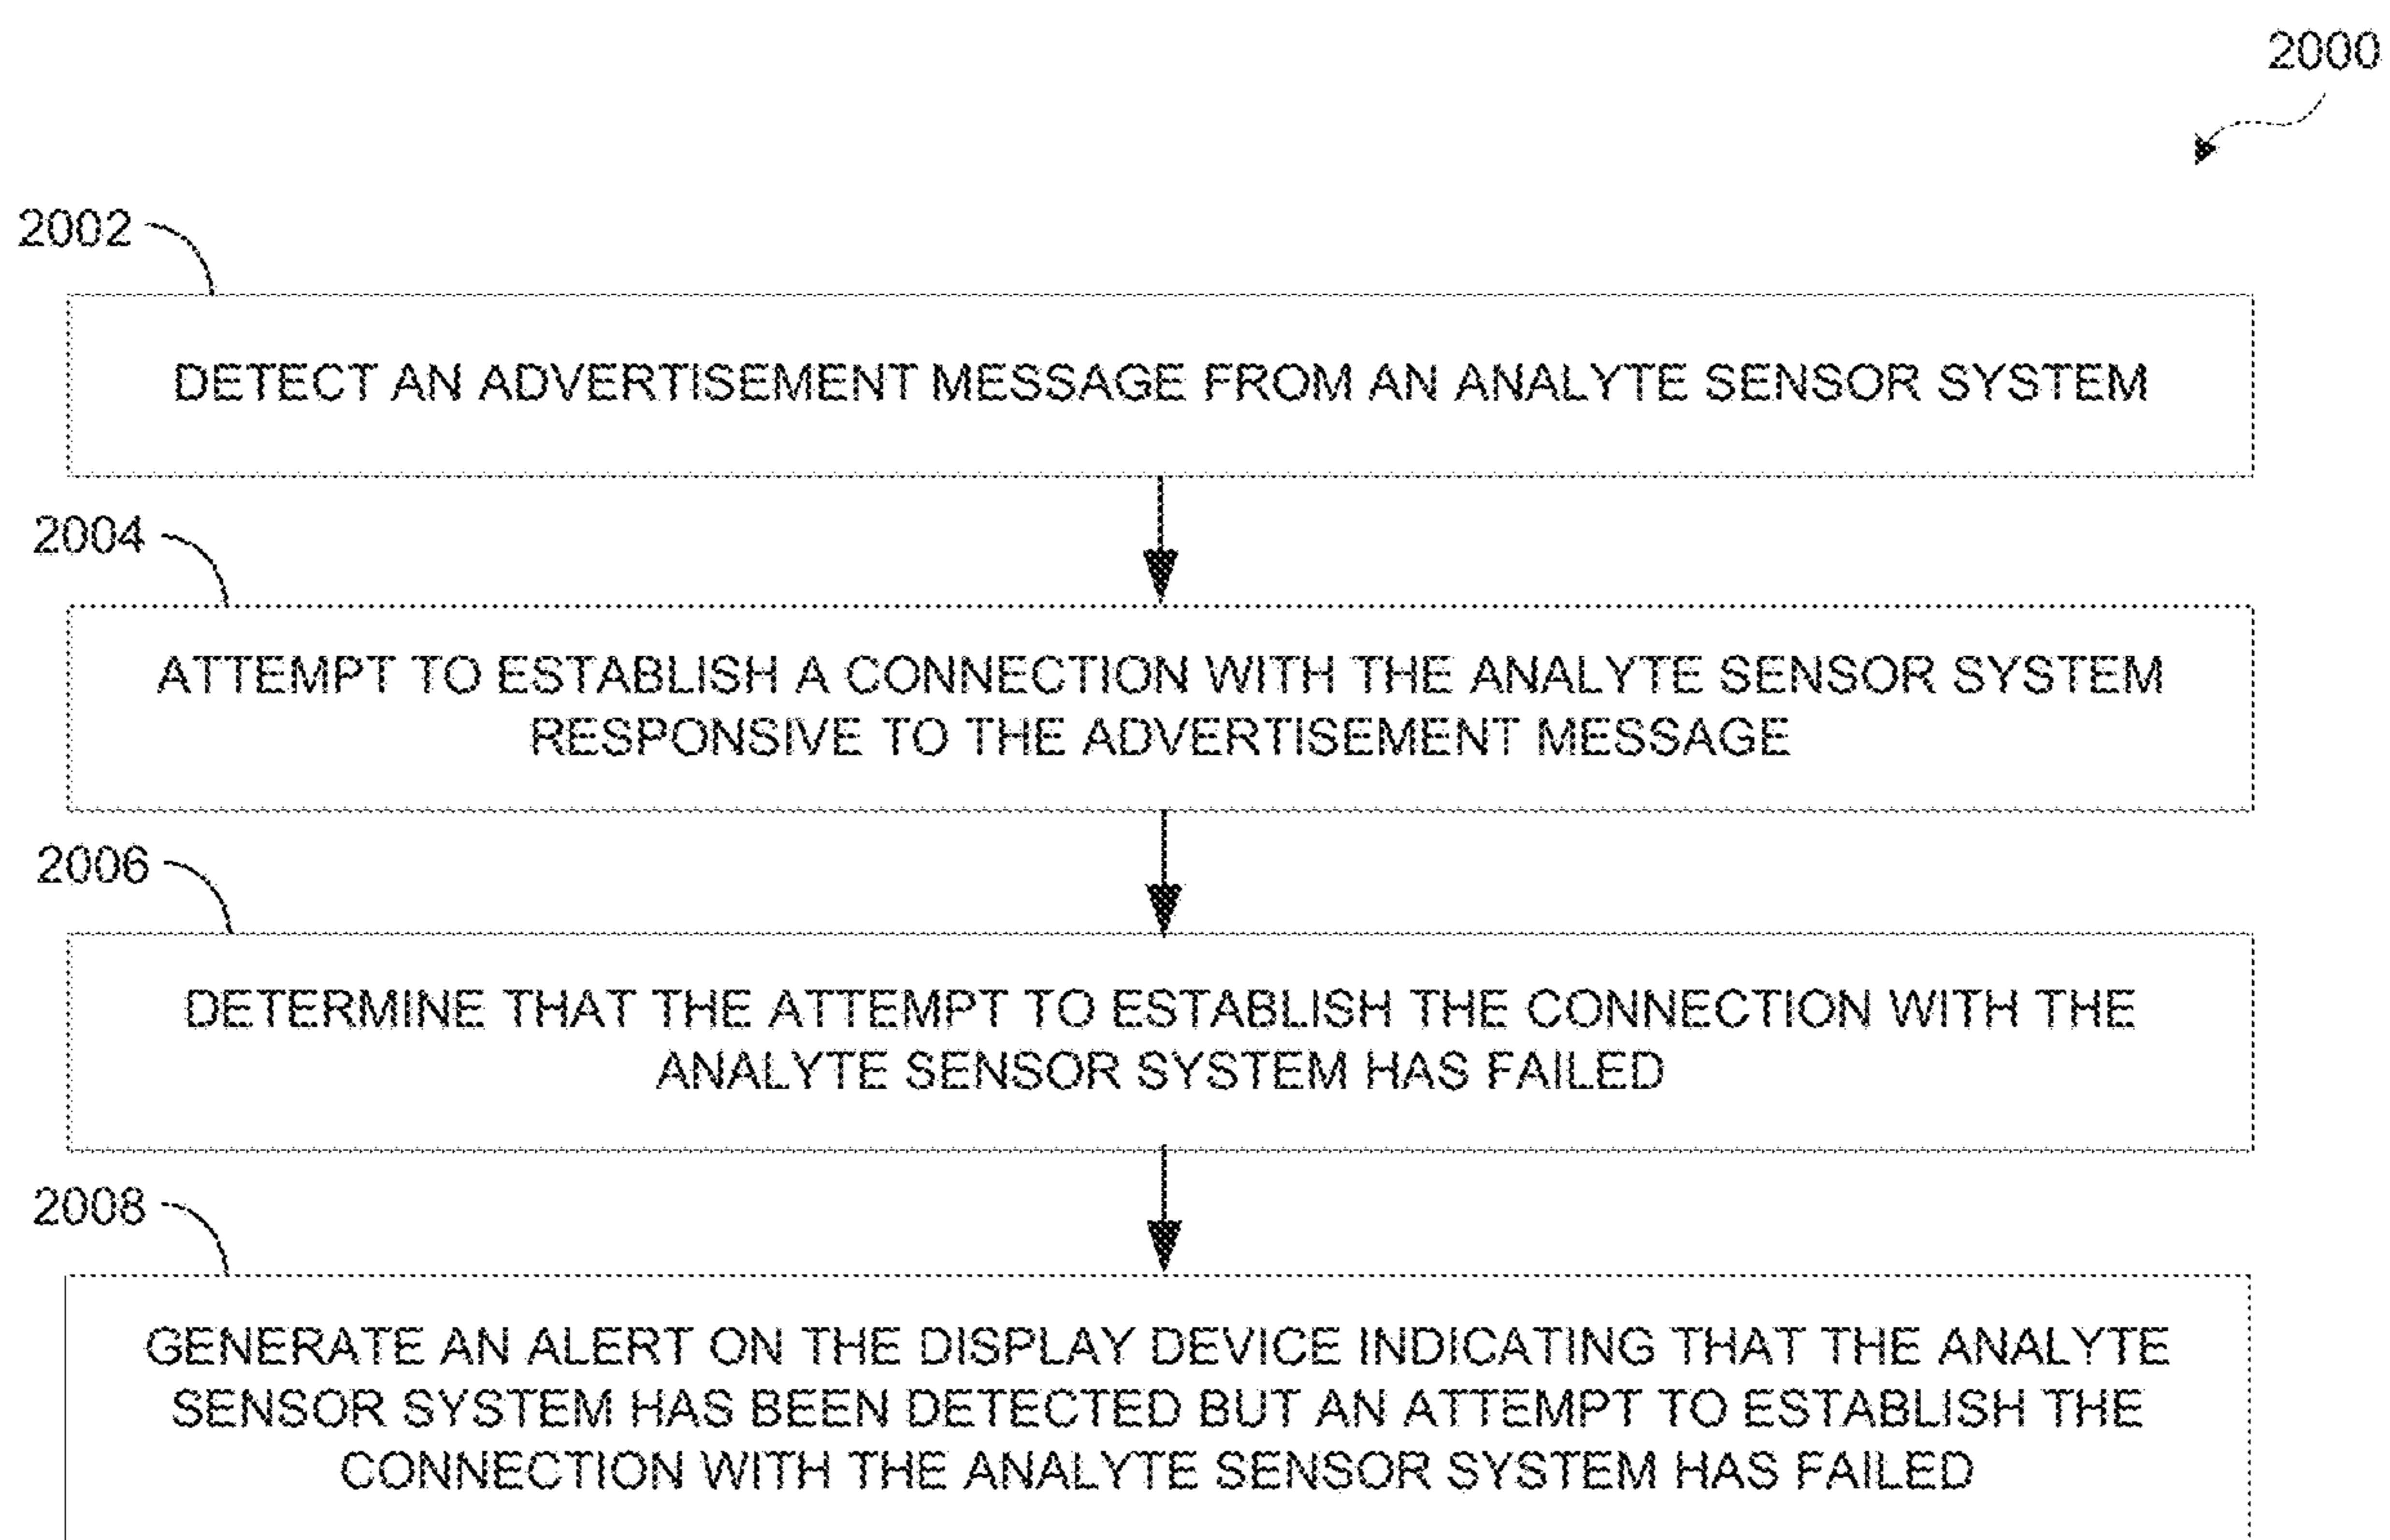 2000
2002
DETECT AN ADVERTISEMENT MESSAGE FROM AN ANALYTE SENSOR SYSTEM
2004
ATTEMPT TO ESTABLISH A CONNECTION WITH THE ANALYTE SENSOR SYSTEM
RESPONSIVE TO THE ADVERTISEMENT MESSAGE
2006
DETERMINE THAT THE ATTEMPT TO ESTABLISH THE CONNECTION WITH THE
ANALYTE SENSOR SYSTEM HAS FAILED
2008
GENERATE AN ALERT ON THE DISPLAY DEVICE INDICATING THAT THE ANALYTE
SENSOR SYSTEM HAS BEEN DETECTED BUT AN ATTEMPT TO ESTABLISH THE
CONNECTION WITH THE ANALYTE SENSOR SYSTEM HAS FAILED